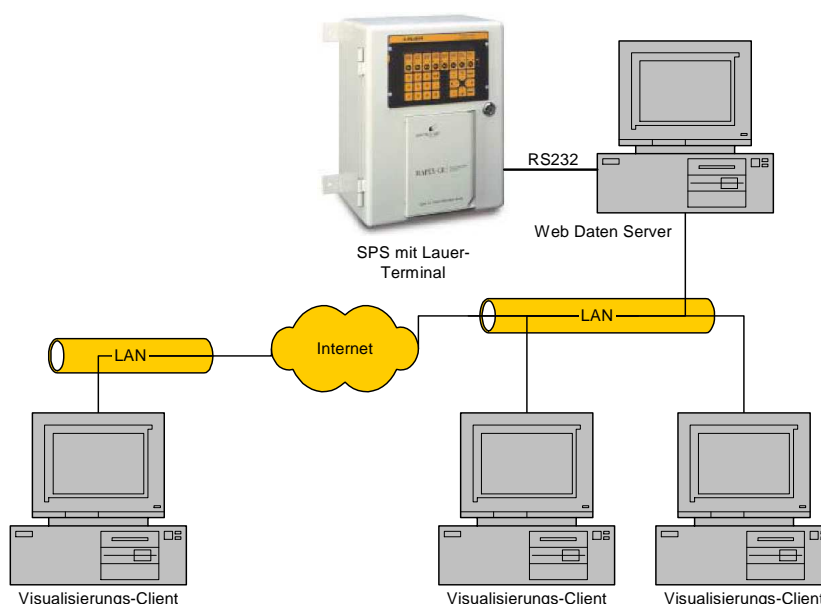 RS232
Web Daten Server
SPS mit Lauer-
Terminal
LAN
Internet
LAN
Visualisierungs-Client
Visualisierungs-Client
Visualisierungs-Client